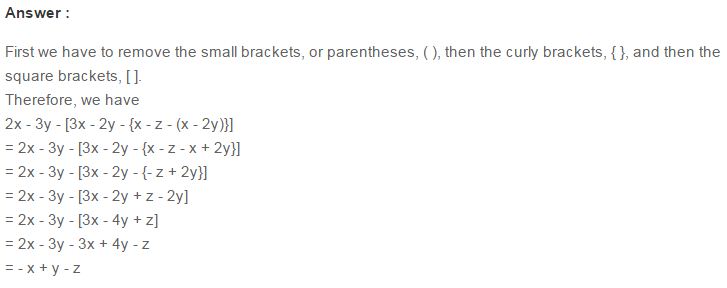 Answer :
First we have to remove the small brackets, or parentheses, ( ), then the curly brackets, { }, and then the
square brackets, [ ].
Therefore, we have
2x - 3y - [3x - 2y - {x - z - (x - 2y)}]
= 2x - 3y - [3x - 2y - {x - z - x + 2y}]
= 2x - 3y - [3x - 2y - {- z + 2y}]
= 2x - 3y - [3x - 2y + z - 2y]
= 2x - 3y - [3x - 4y + z]
= 2x - 3y - 3x + 4y - z
= - x + y - z